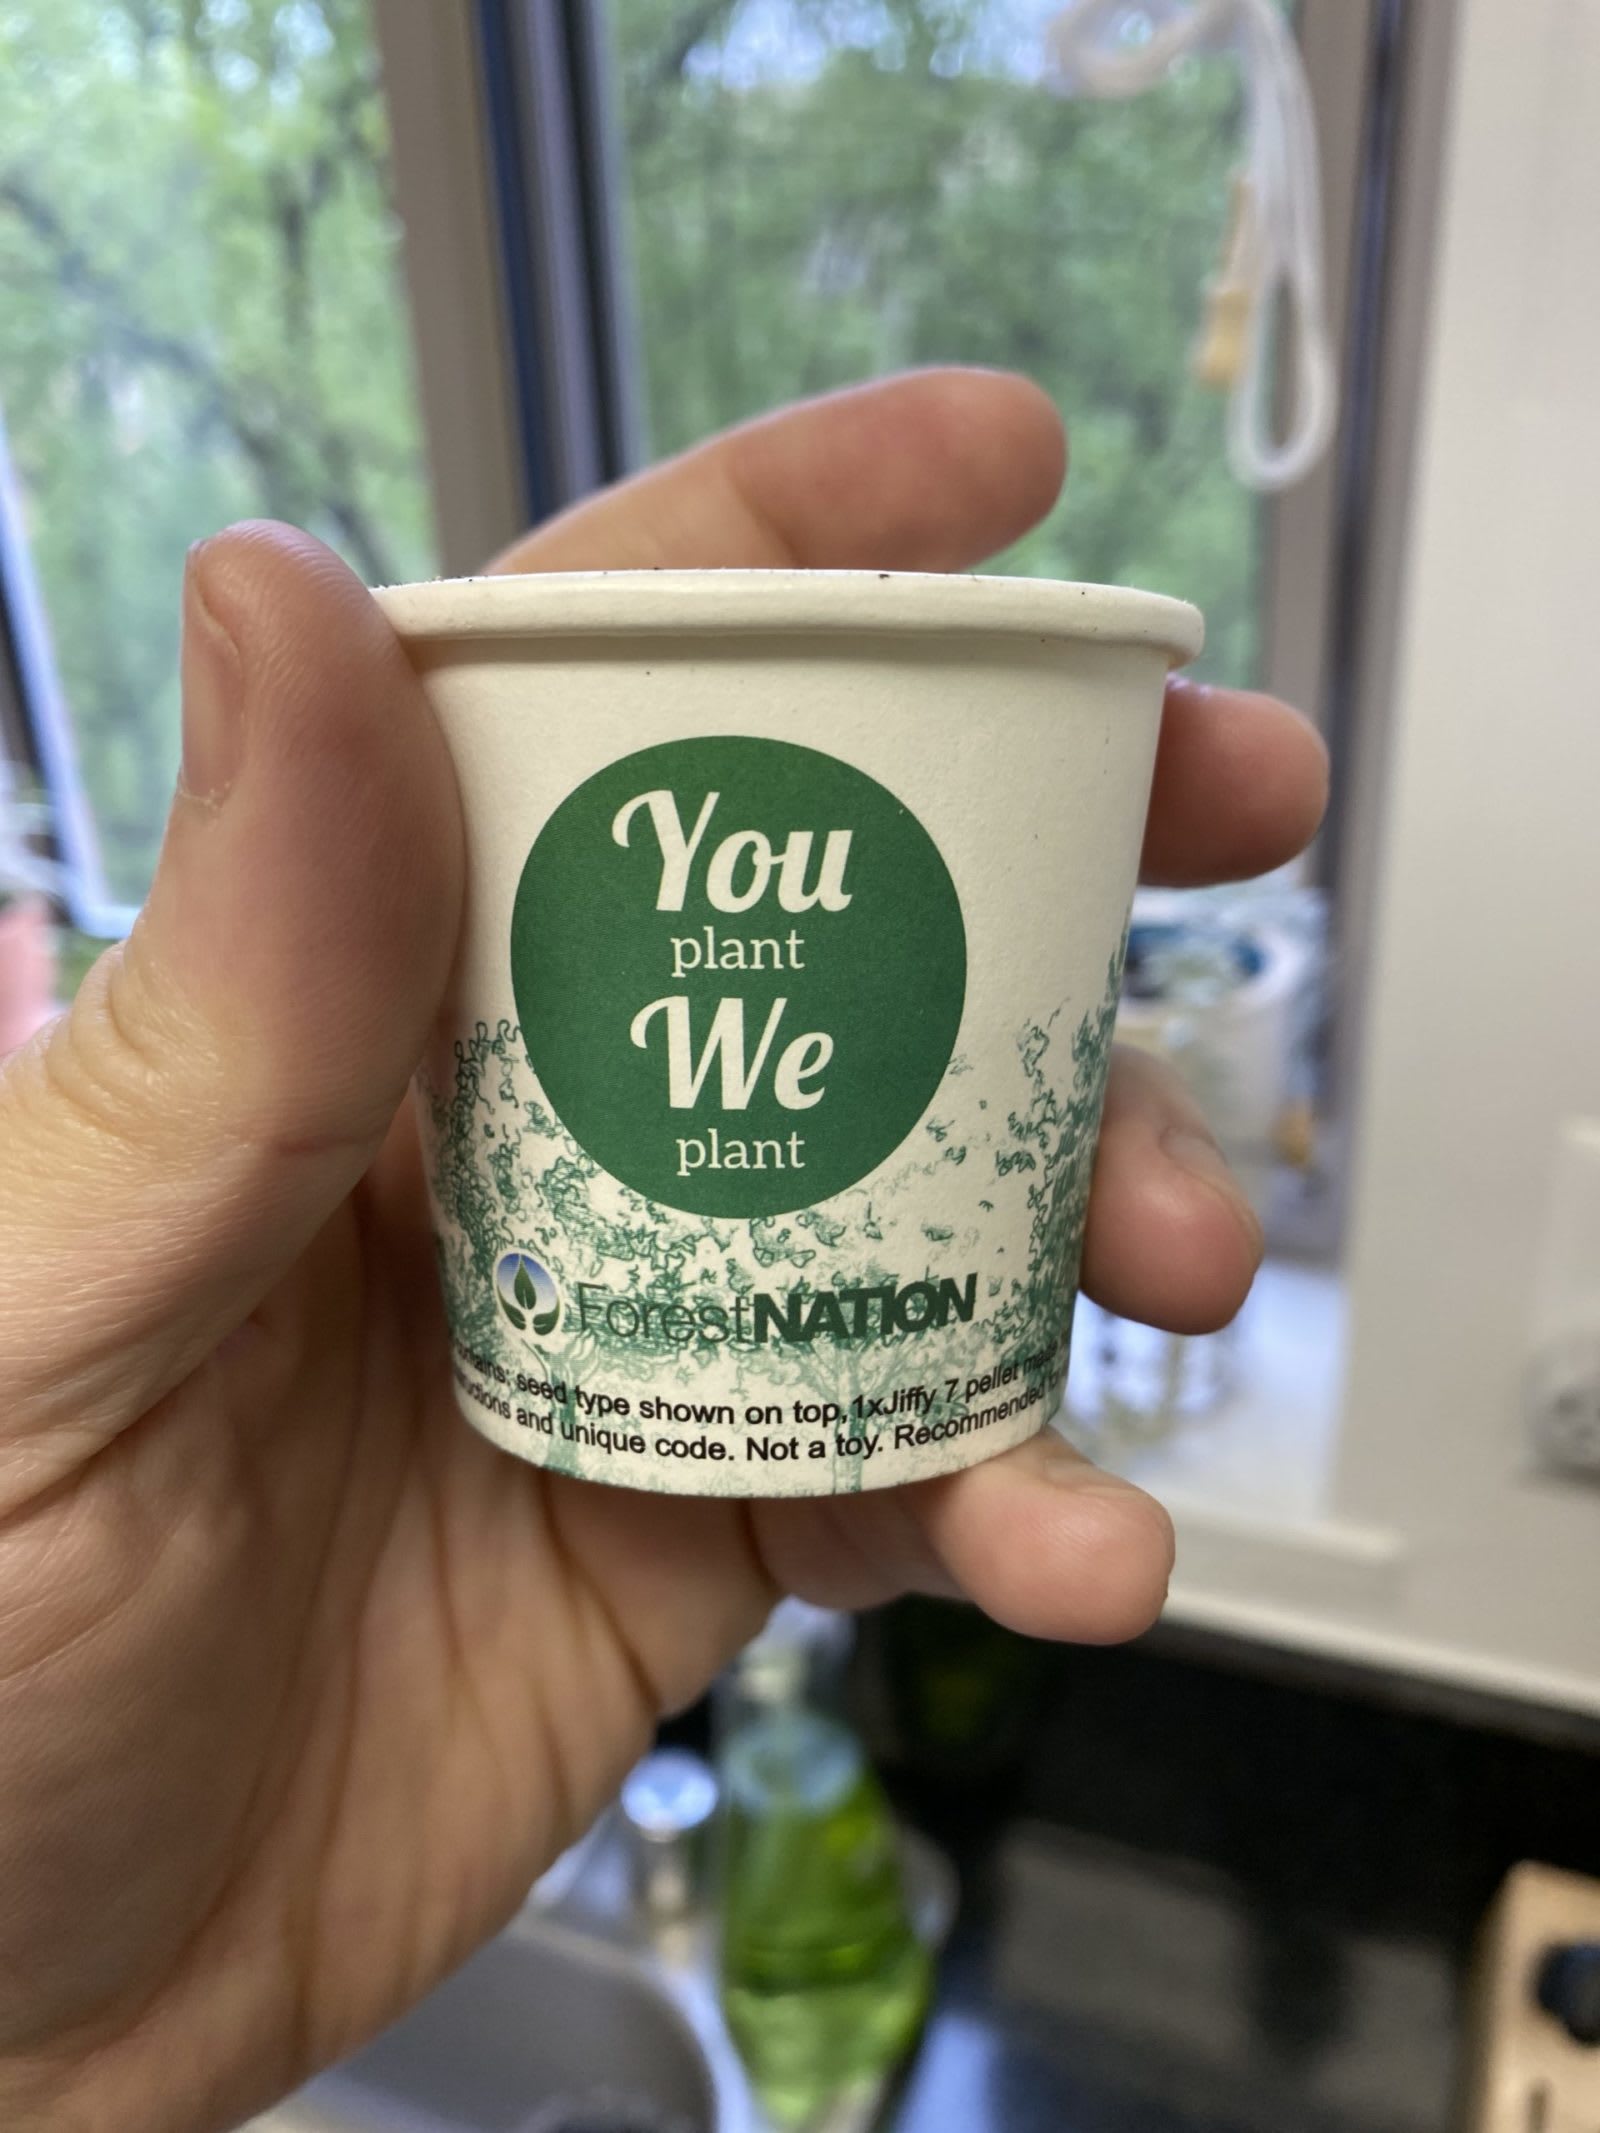 You
plant
We
plant
ForestNATION
seed type shown on top, 1xJiffy 7 pellet
and unique code. Not a toy. Recommended